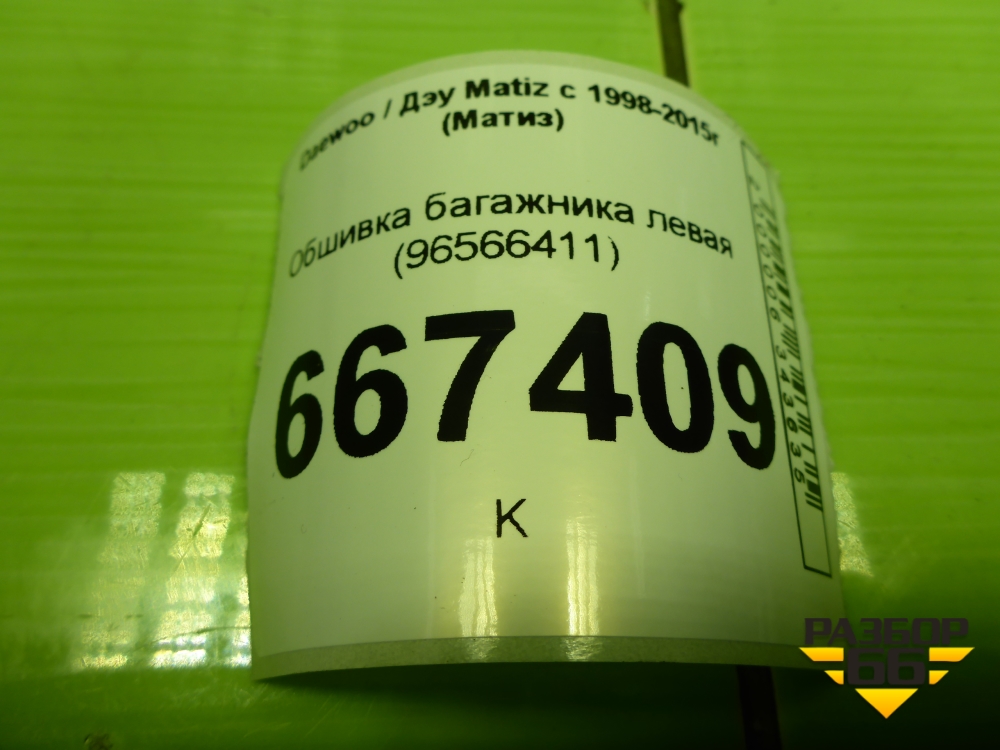 Daewoo / Дэу Matiz с 1998-2015г
(Матиз)
Обшивка багажника левая
(96566411)
667409
К
РАЗБОР
66